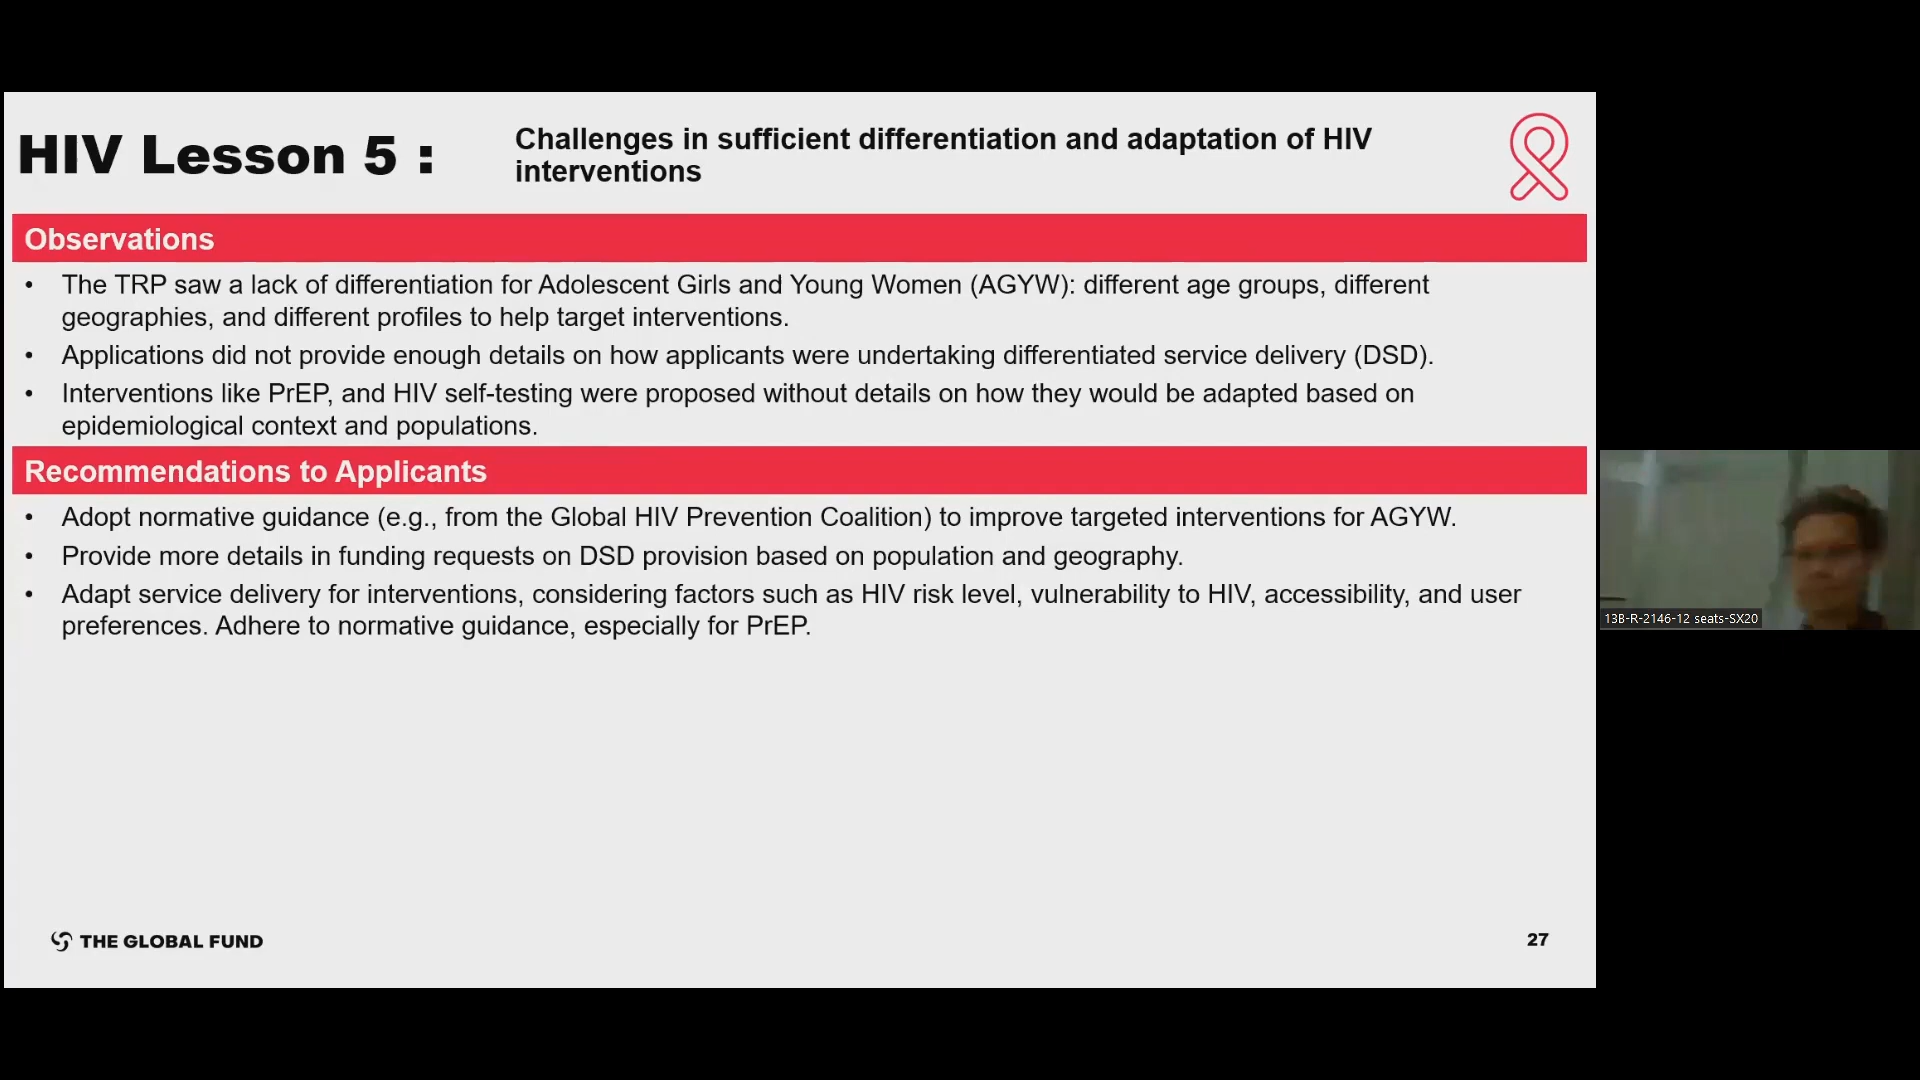 HIV Lesson 5 :
Challenges in sufficient differentiation and adaptation of HIV
interventions
Observations
• The TRP saw a lack of differentiation for Adolescent Girls and Young Women (AGYW): different age groups, different
geographies, and different profiles to help target interventions.
• Applications did not provide enough details on how applicants were undertaking differentiated service delivery (DSD).
• Interventions like PrEP, and HIV self-testing were proposed without details on how they would be adapted based on
epidemiological context and populations.
Recommendations to Applicants
• Adopt normative guidance (e.g., from the Global HIV Prevention Coalition) to improve targeted interventions for AGYW.
• Provide more details in funding requests on DSD provision based on population and geography.
• Adapt service delivery for interventions, considering factors such as HIV risk level, vulnerability to HIV, accessibility, and user
preferences. Adhere to normative guidance, especially for PrEP.
THE GLOBAL FUND
27
13B-R-2146-12 seats-SX20